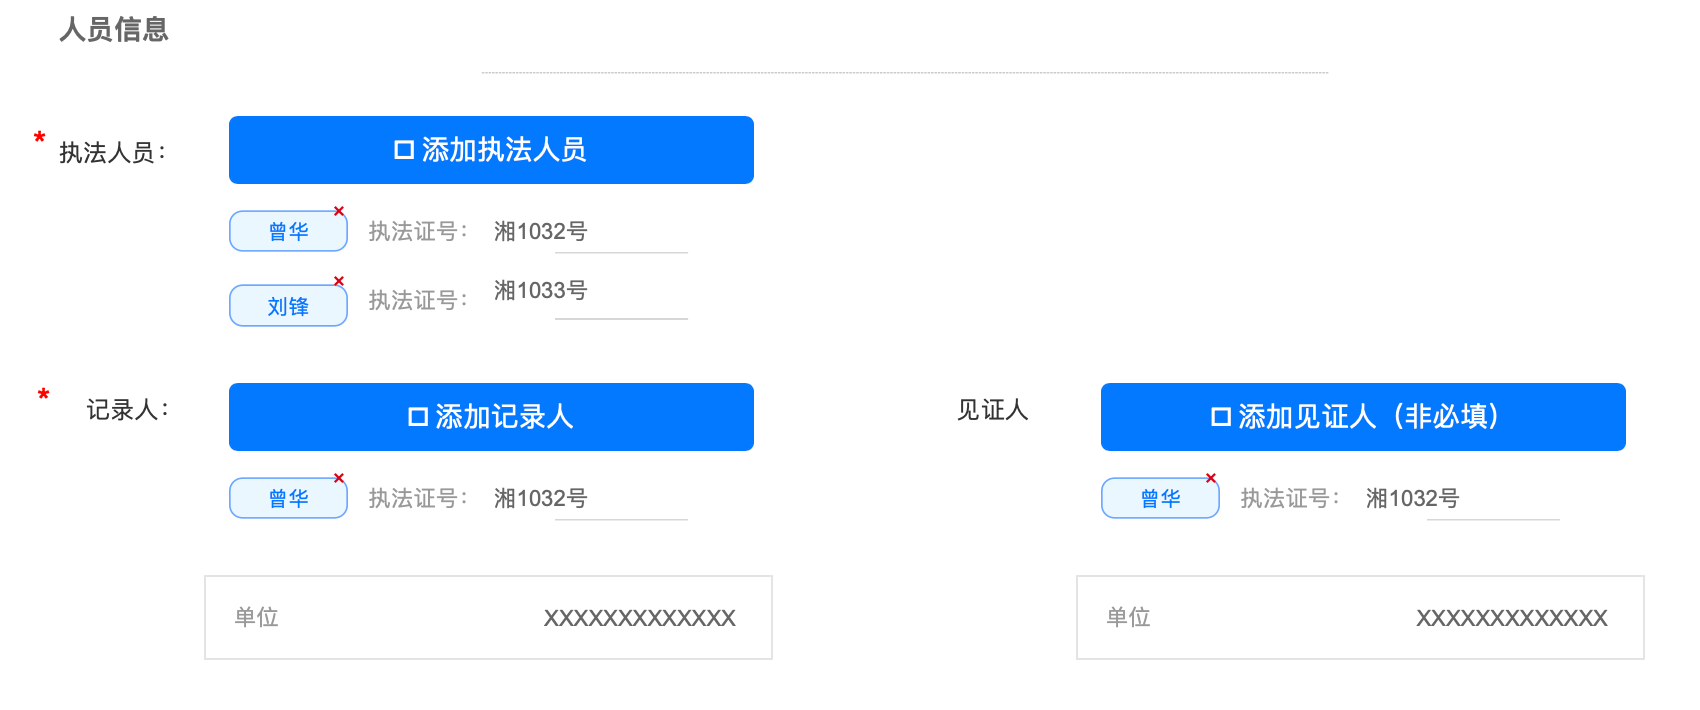 人员信息
* 执法人员：
添加执法人员
曾华 × 执法证号： 湘1032号
刘锋 × 执法证号： 湘1033号
* 记录人：
添加记录人
见证人
添加见证人（非必填）
曾华 × 执法证号： 湘1032号
曾华 × 执法证号： 湘1032号
单位 XXXXXXXXXXXXX
单位 XXXXXXXXXXXXX